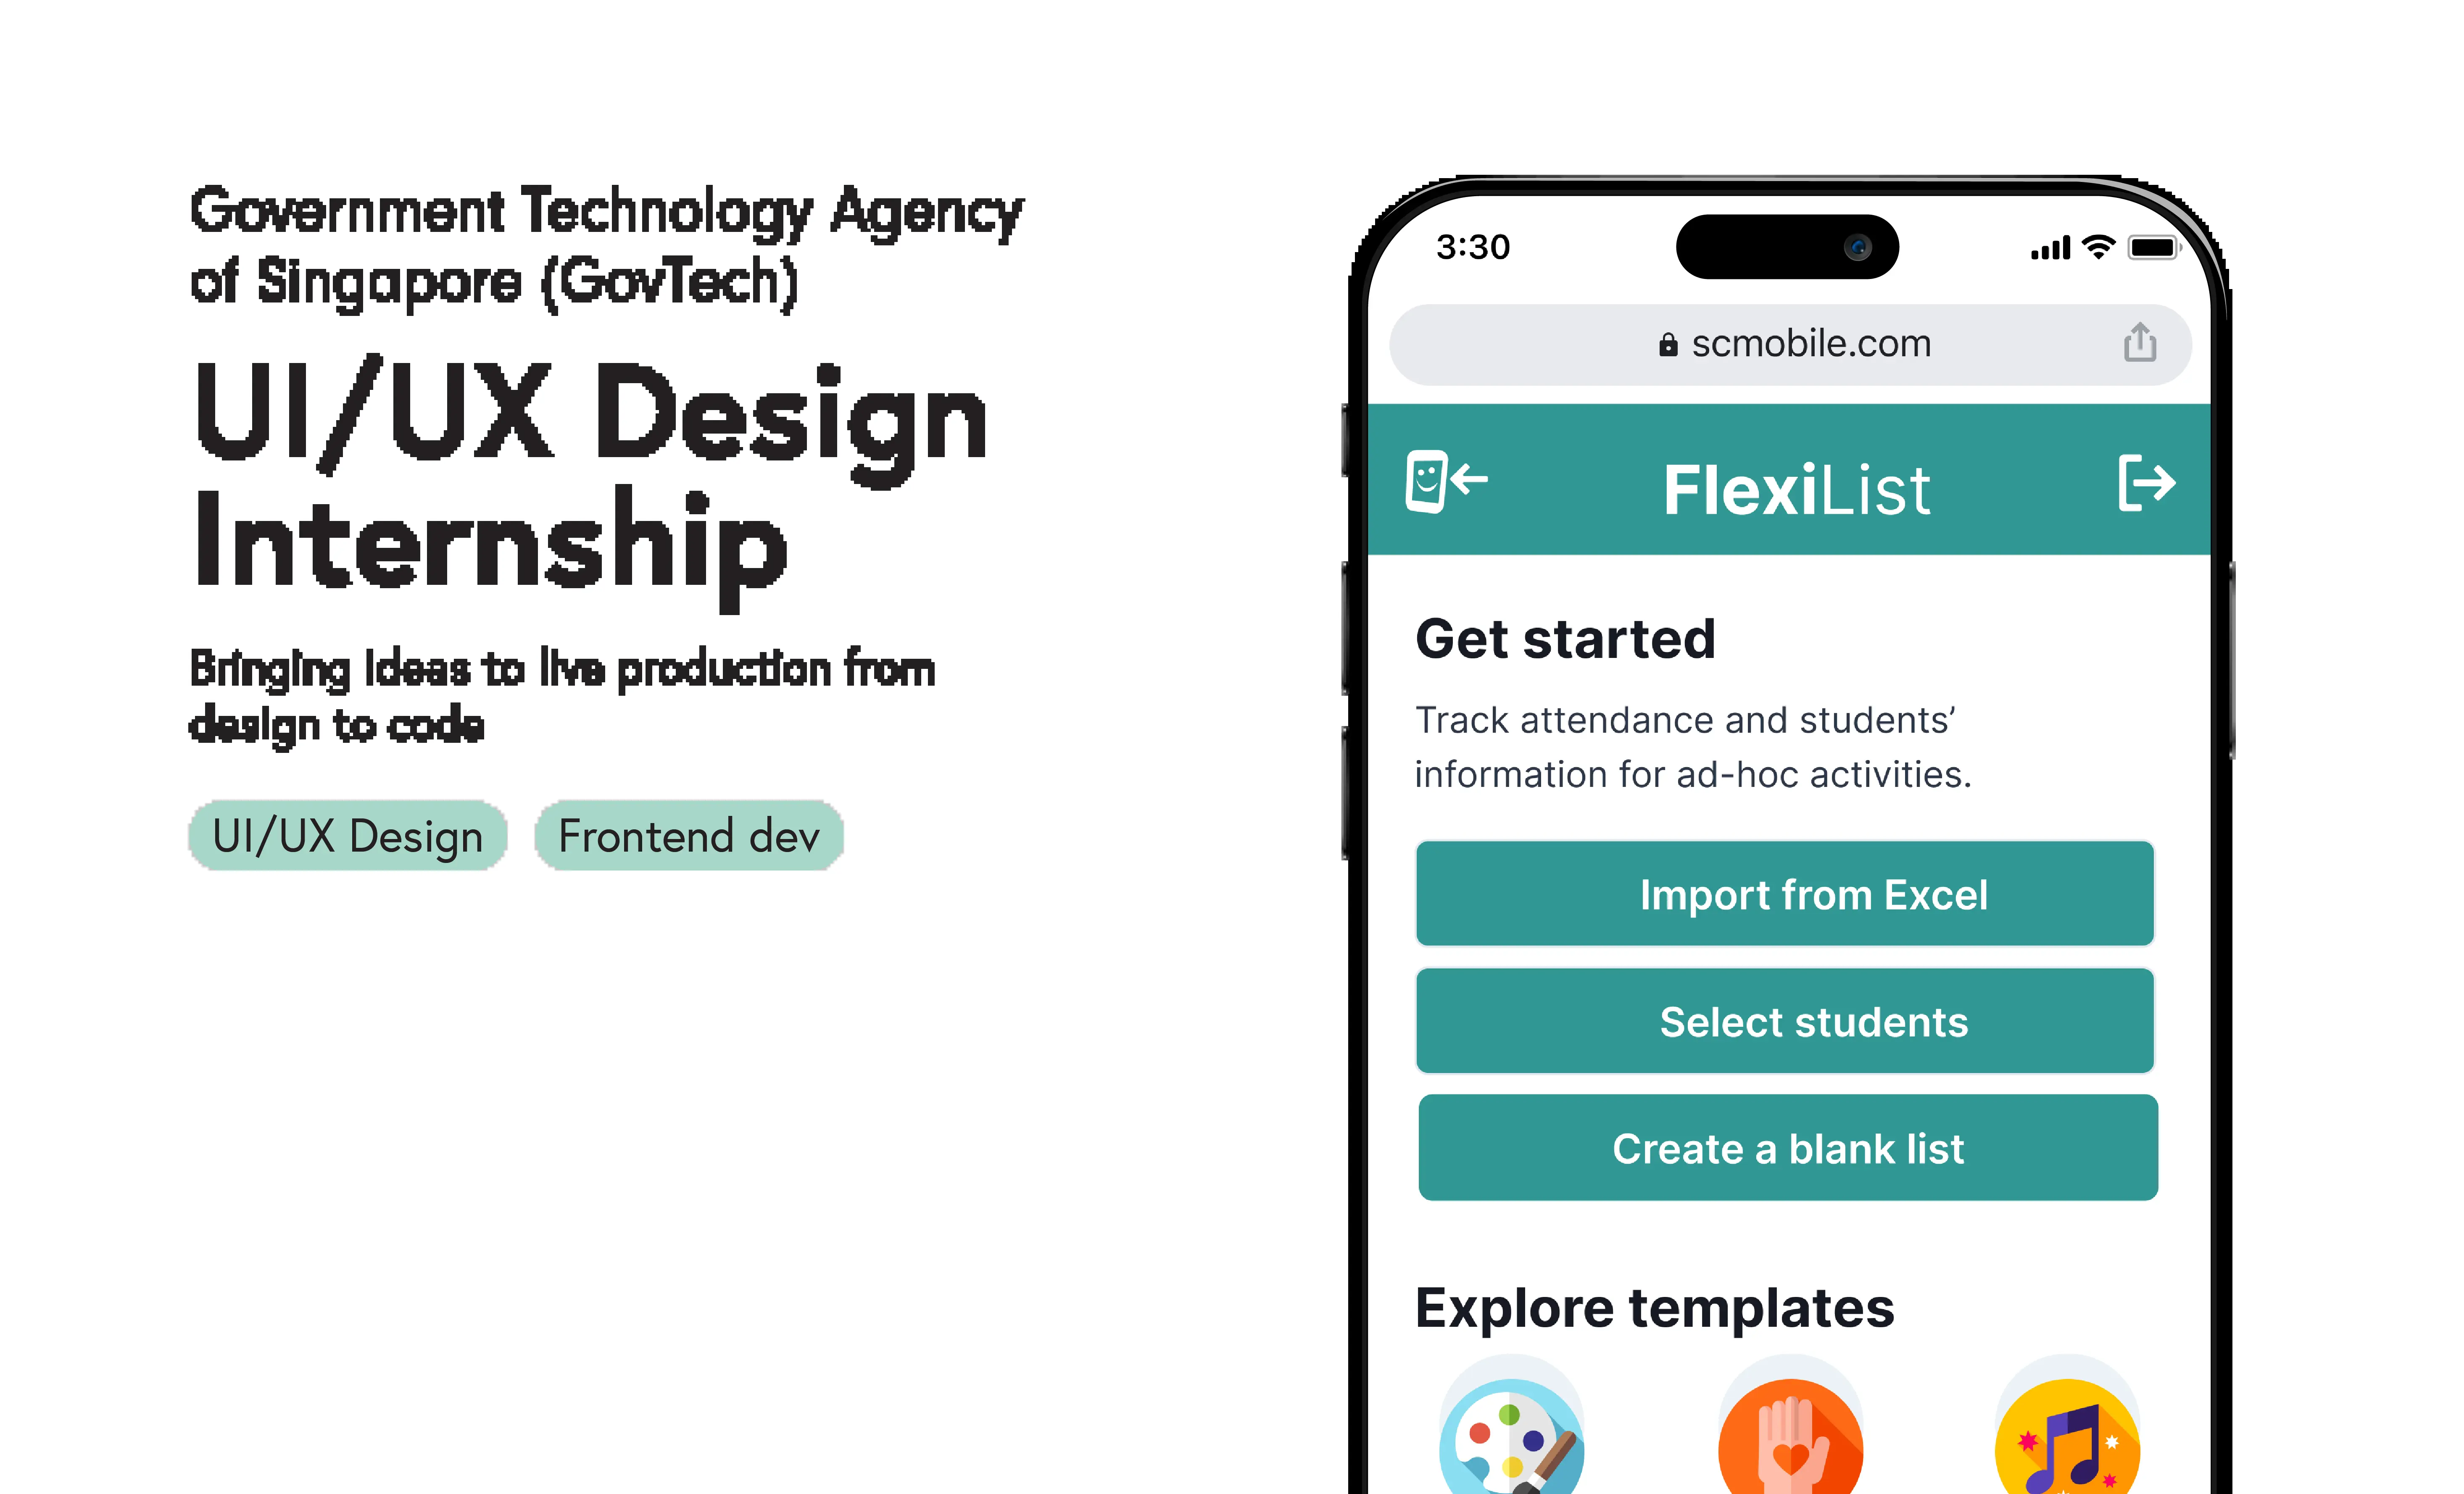 Government Technology Agency
of Singapore (GovTech)
UI/UX Design
Internship
Bringing ideas to live production from
design to code
UI/UX Design
Frontend dev
3:30
scmobile.com
FlexiList
Get started
Track attendance and students’
information for ad-hoc activities.
Import from Excel
Select students
Create a blank list
Explore templates